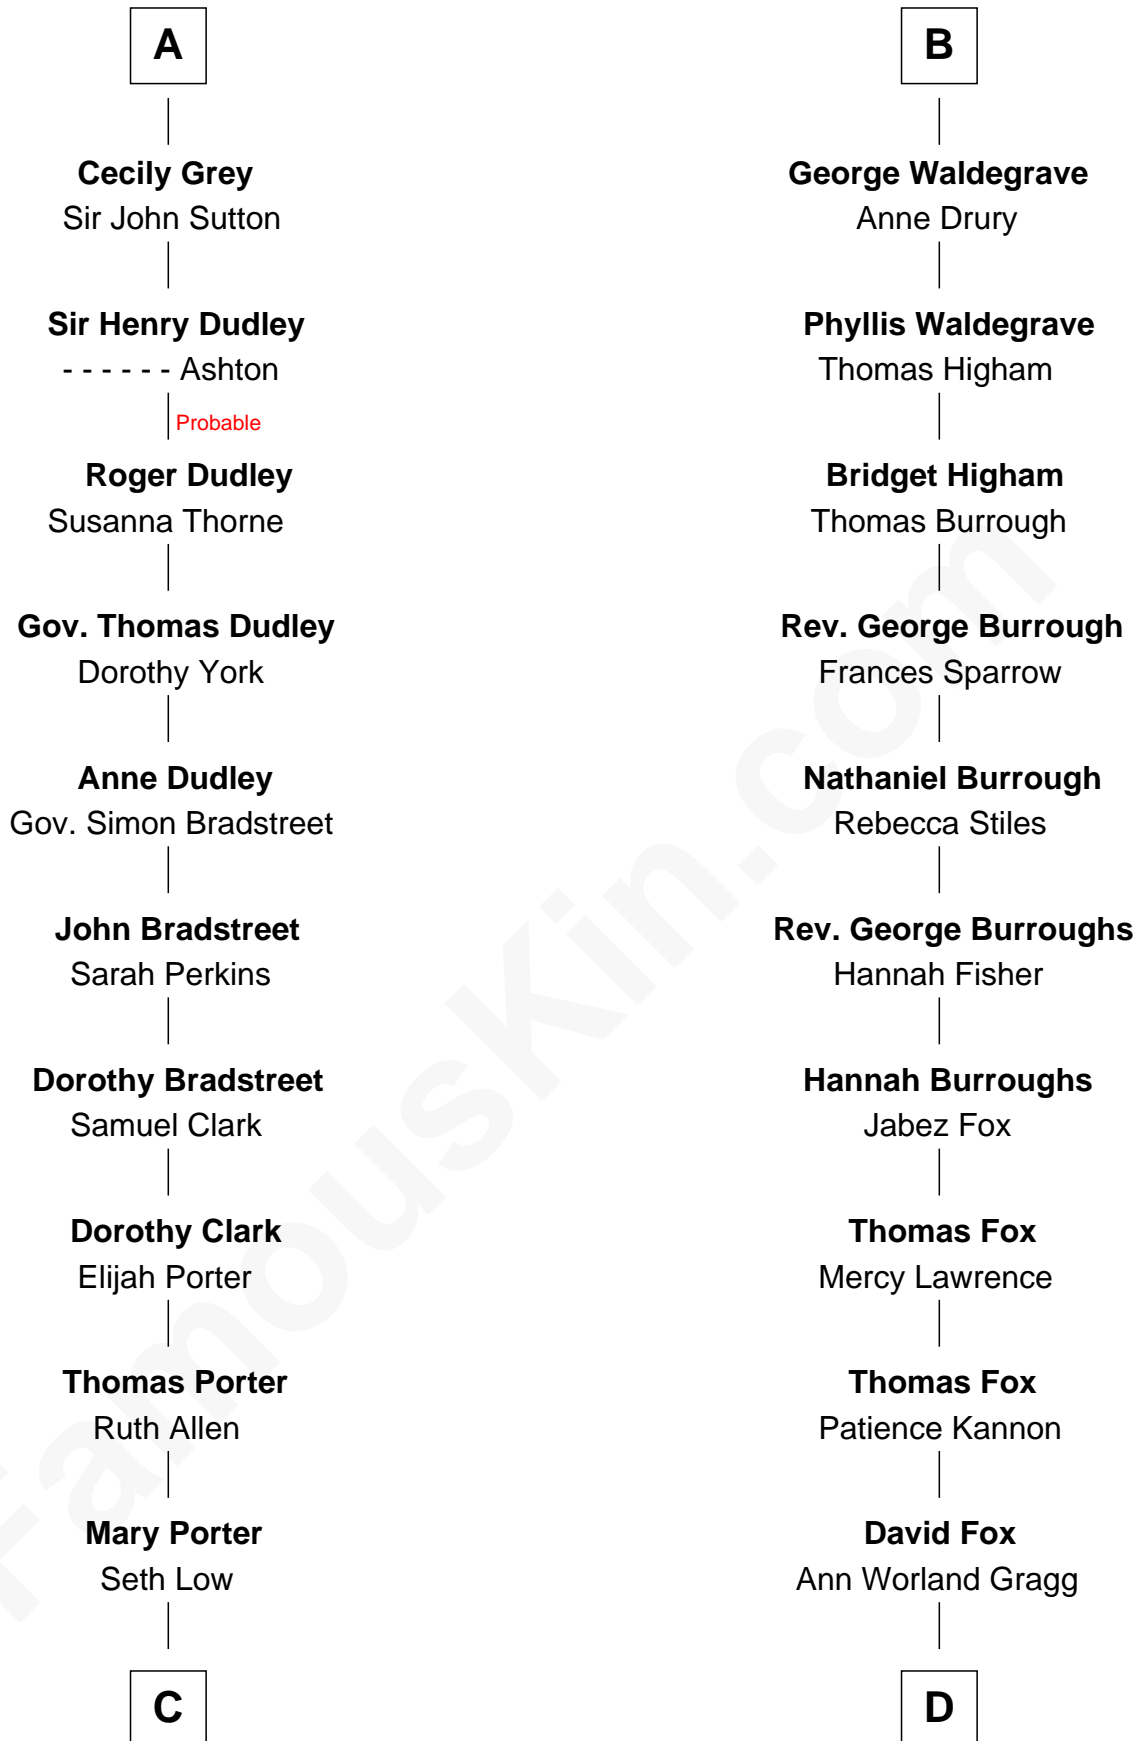 A
Cecily Grey
Sir John Sutton
Sir Henry Dudley
- - - - - - Ashton
Probable
Roger Dudley
Susanna Thorne
Gov. Thomas Dudley
Dorothy York
Anne Dudley
Gov. Simon Bradstreet
John Bradstreet
Sarah Perkins
Dorothy Bradstreet
Samuel Clark
Dorothy Clark
Elijah Porter
Thomas Porter
Ruth Allen
Mary Porter
Seth Low
C
B
George Waldegrave
Anne Drury
Phyllis Waldegrave
Thomas Higham
Bridget Higham
Thomas Burrough
Rev. George Burrough
Frances Sparrow
Nathaniel Burrough
Rebecca Stiles
Rev. George Burroughs
Hannah Fisher
Hannah Burroughs
Jabez Fox
Thomas Fox
Mercy Lawrence
Thomas Fox
Patience Kannon
David Fox
Ann Worland Gragg
D
FamousKin.com